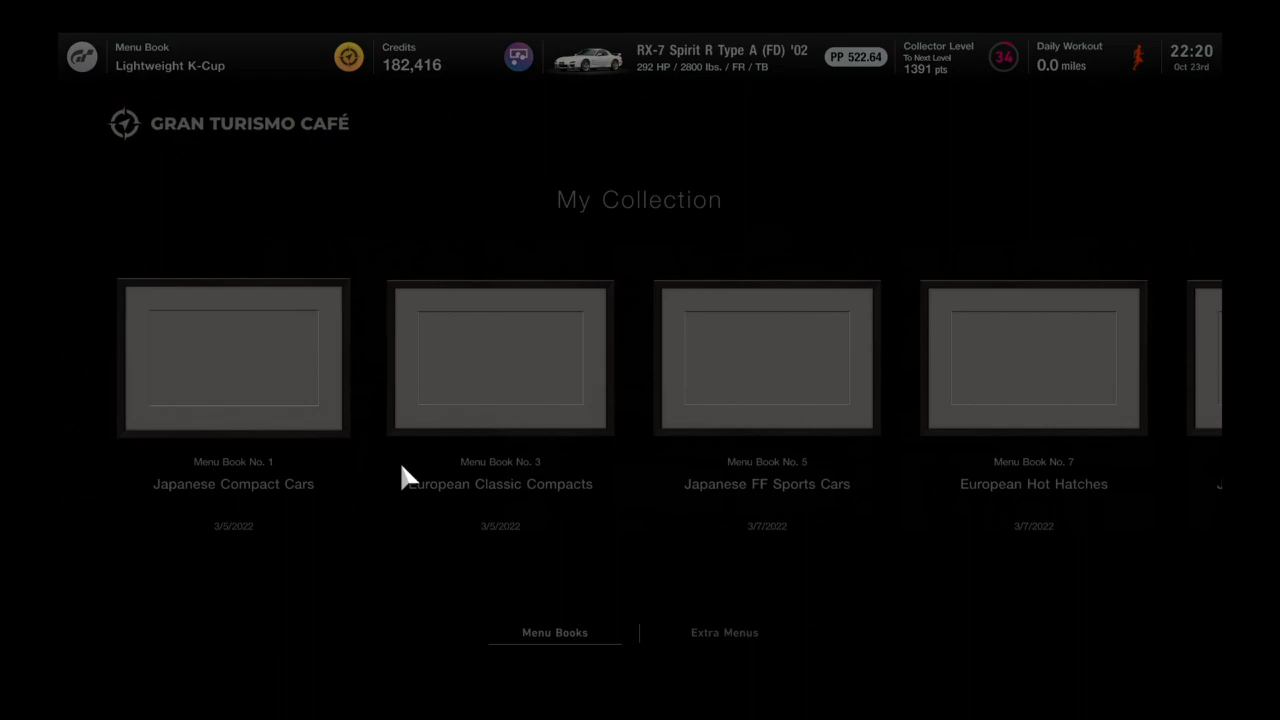 Menu Book
Lightweight K-Cup
Credits
182,416
RX-7 Spirit R Type A (FD) '02
292 HP / 2800 lbs. / FR / TB
PP 522.64
Collector Level
To Next Level
1391 pts
34
Daily Workout
0.0 miles
22:20
Oct 23rd
GRAN TURISMO CAFÉ
My Collection
Menu Book No. 1
Japanese Compact Cars
3/5/2022
Menu Book No. 3
European Classic Compacts
3/5/2022
Menu Book No. 5
Japanese FF Sports Cars
3/7/2022
Menu Book No. 7
European Hot Hatches
3/7/2022
Menu Books
Extra Menus